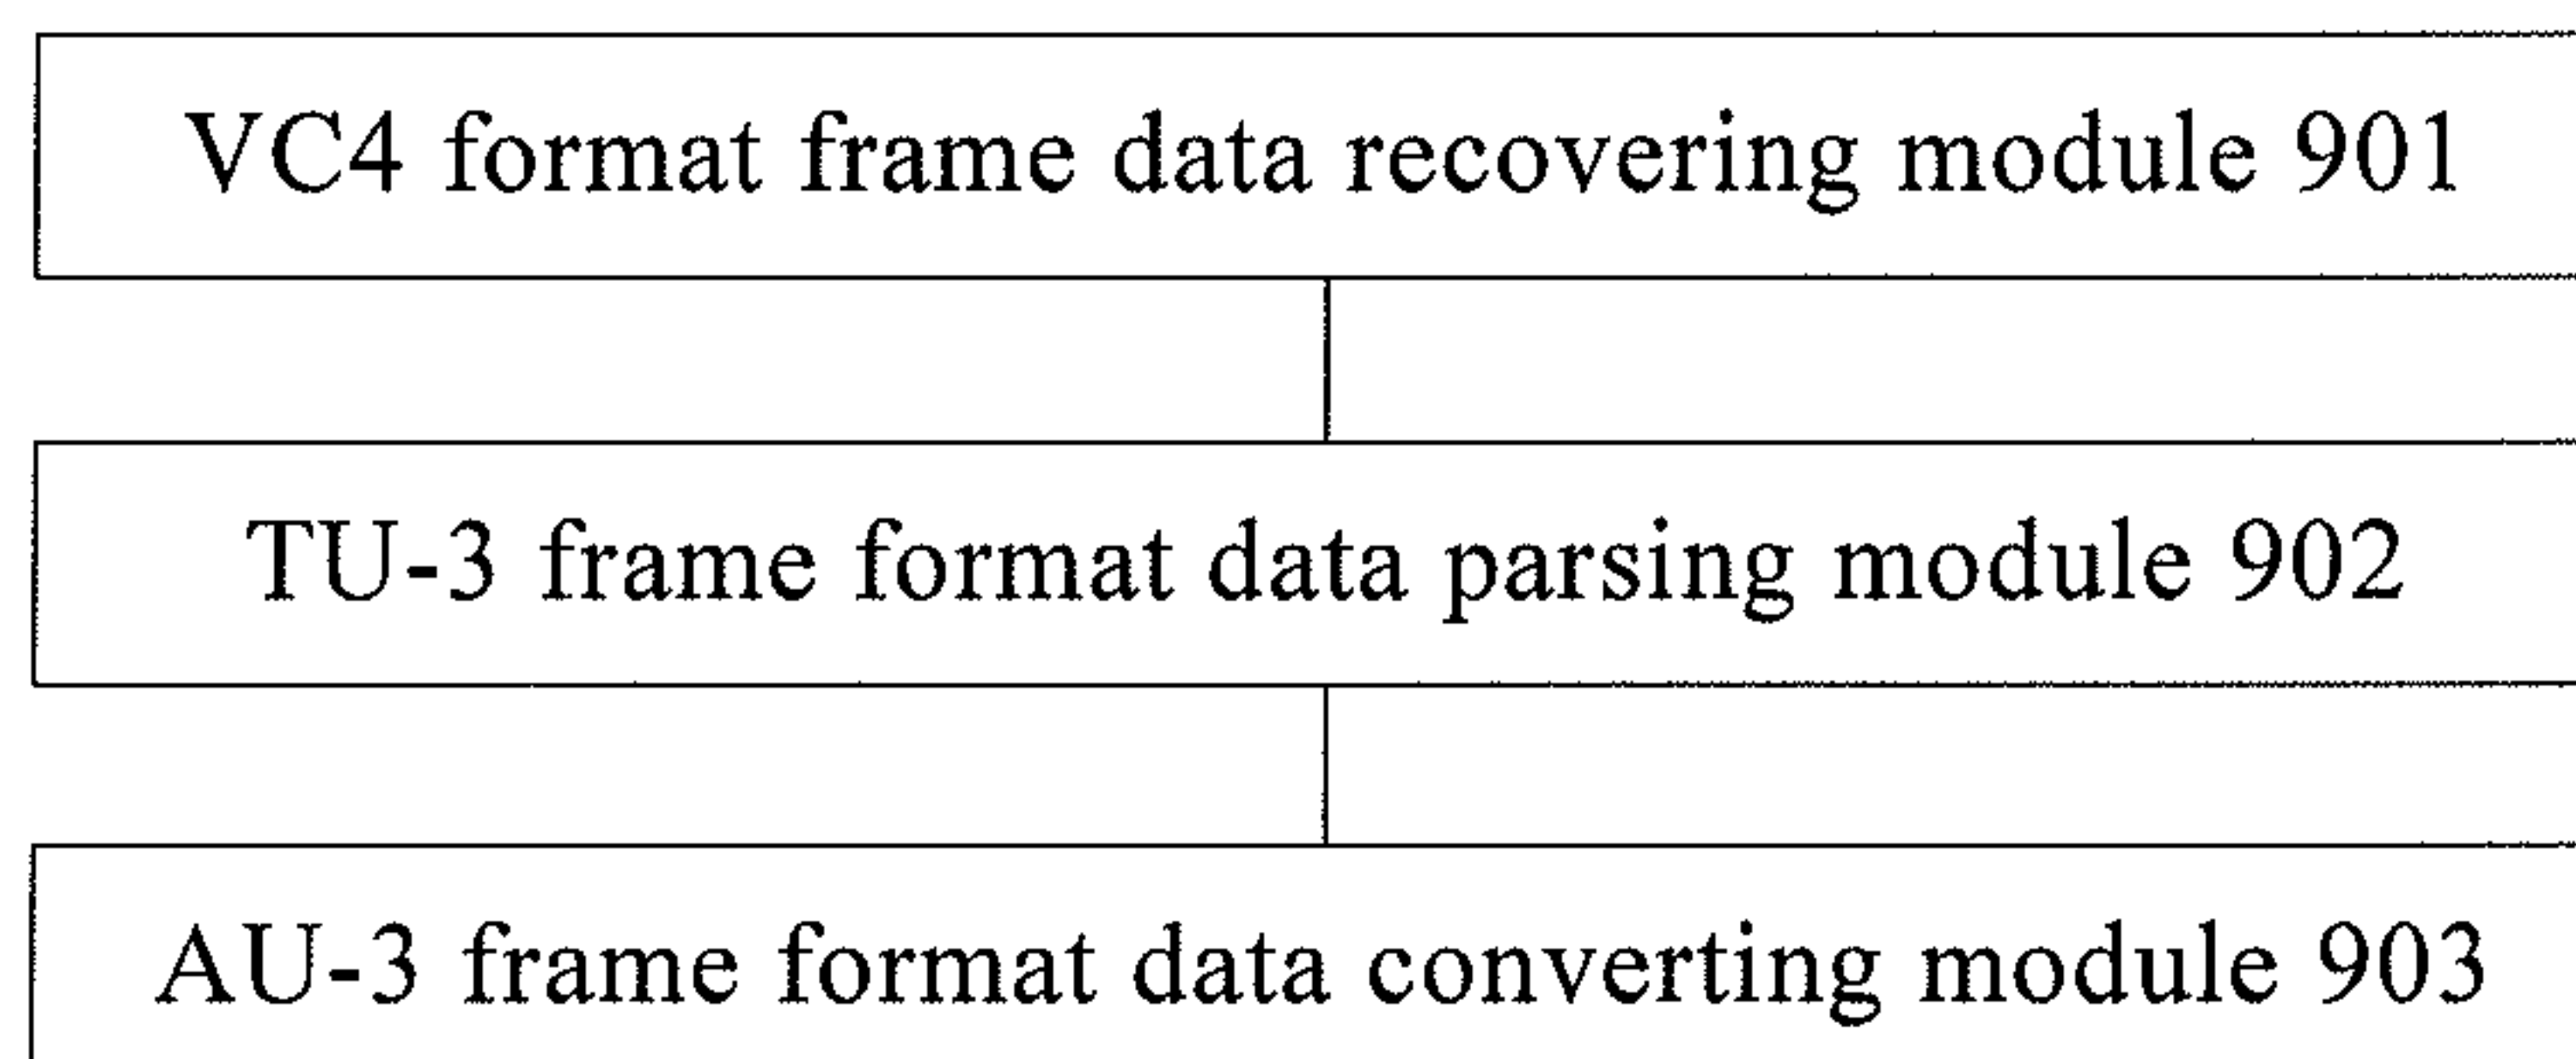 VC4 format frame data recovering module 901
TU-3 frame format data parsing module 902
AU-3 frame format data converting module 903